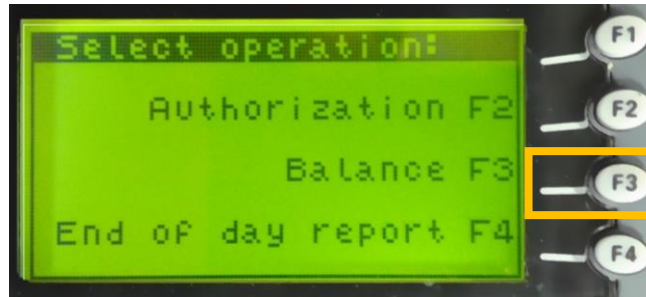 Select operation:
F1
Authorization F2
F2
Balance F3
F3
End of day report F4
F4